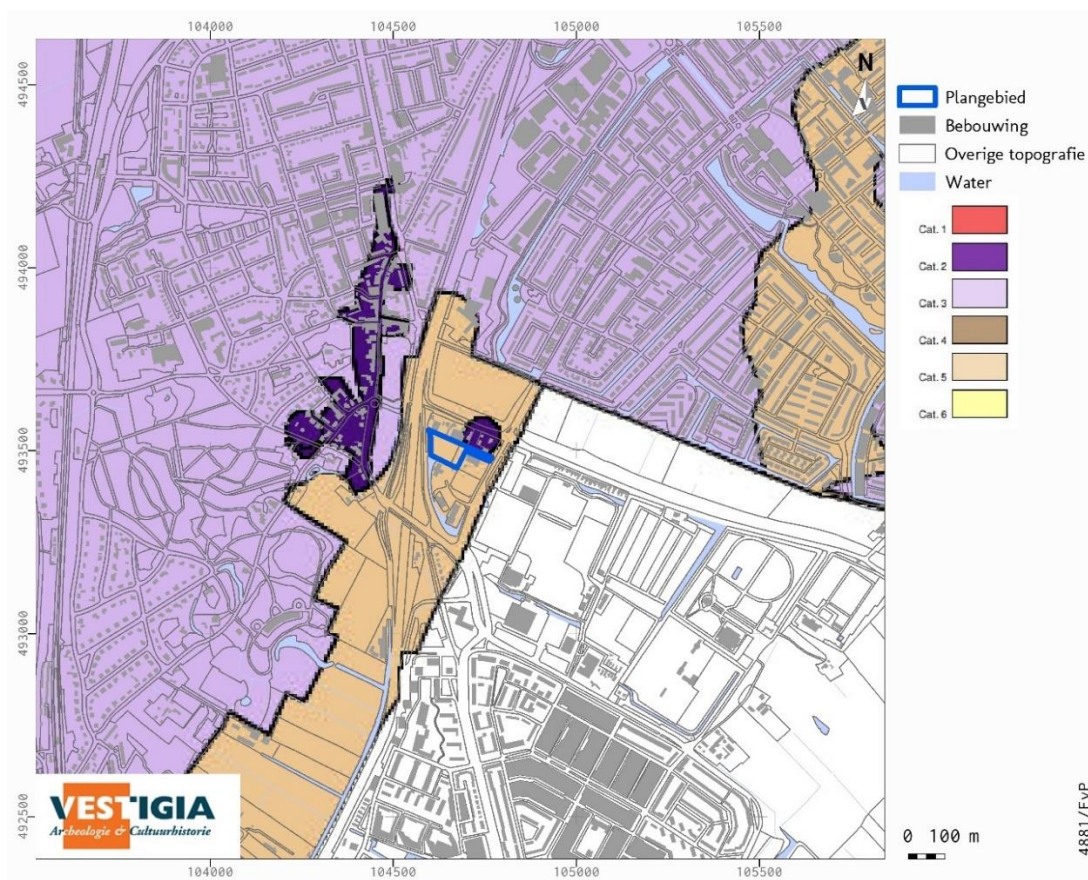 104000 104500 105000 105500
494500
494000
493500
493000
492500
N
Plangebied
Bebouwing
Overige topografie
Water
Cat. 1
Cat. 2
Cat. 3
Cat. 4
Cat. 5
Cat. 6
VESTIGIA
Archeologie & Cultuurhistorie
0 100 m
4881/EvP
104000 104500 105000 105500